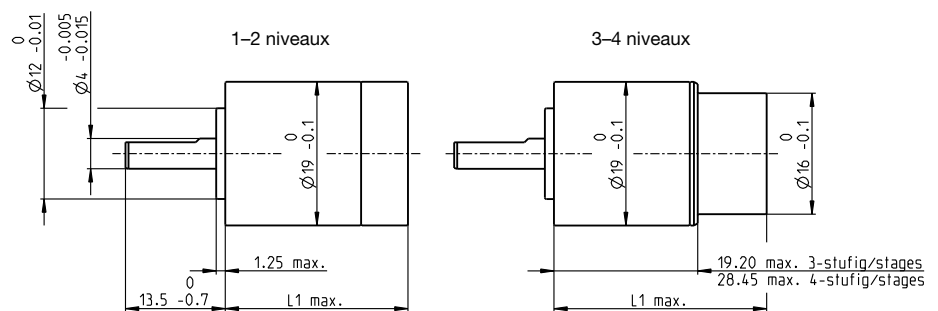 1–2 niveaux
3–4 niveaux
Ø12 0 -0.01
Ø4 -0.005 -0.015
Ø19 0 -0.1
Ø19 0 -0.1
Ø16 0 -0.1
1.25 max.
13.5 0 -0.7
L1 max.
19.20 max. 3-stufig/stages
28.45 max. 4-stufig/stages
L1 max.